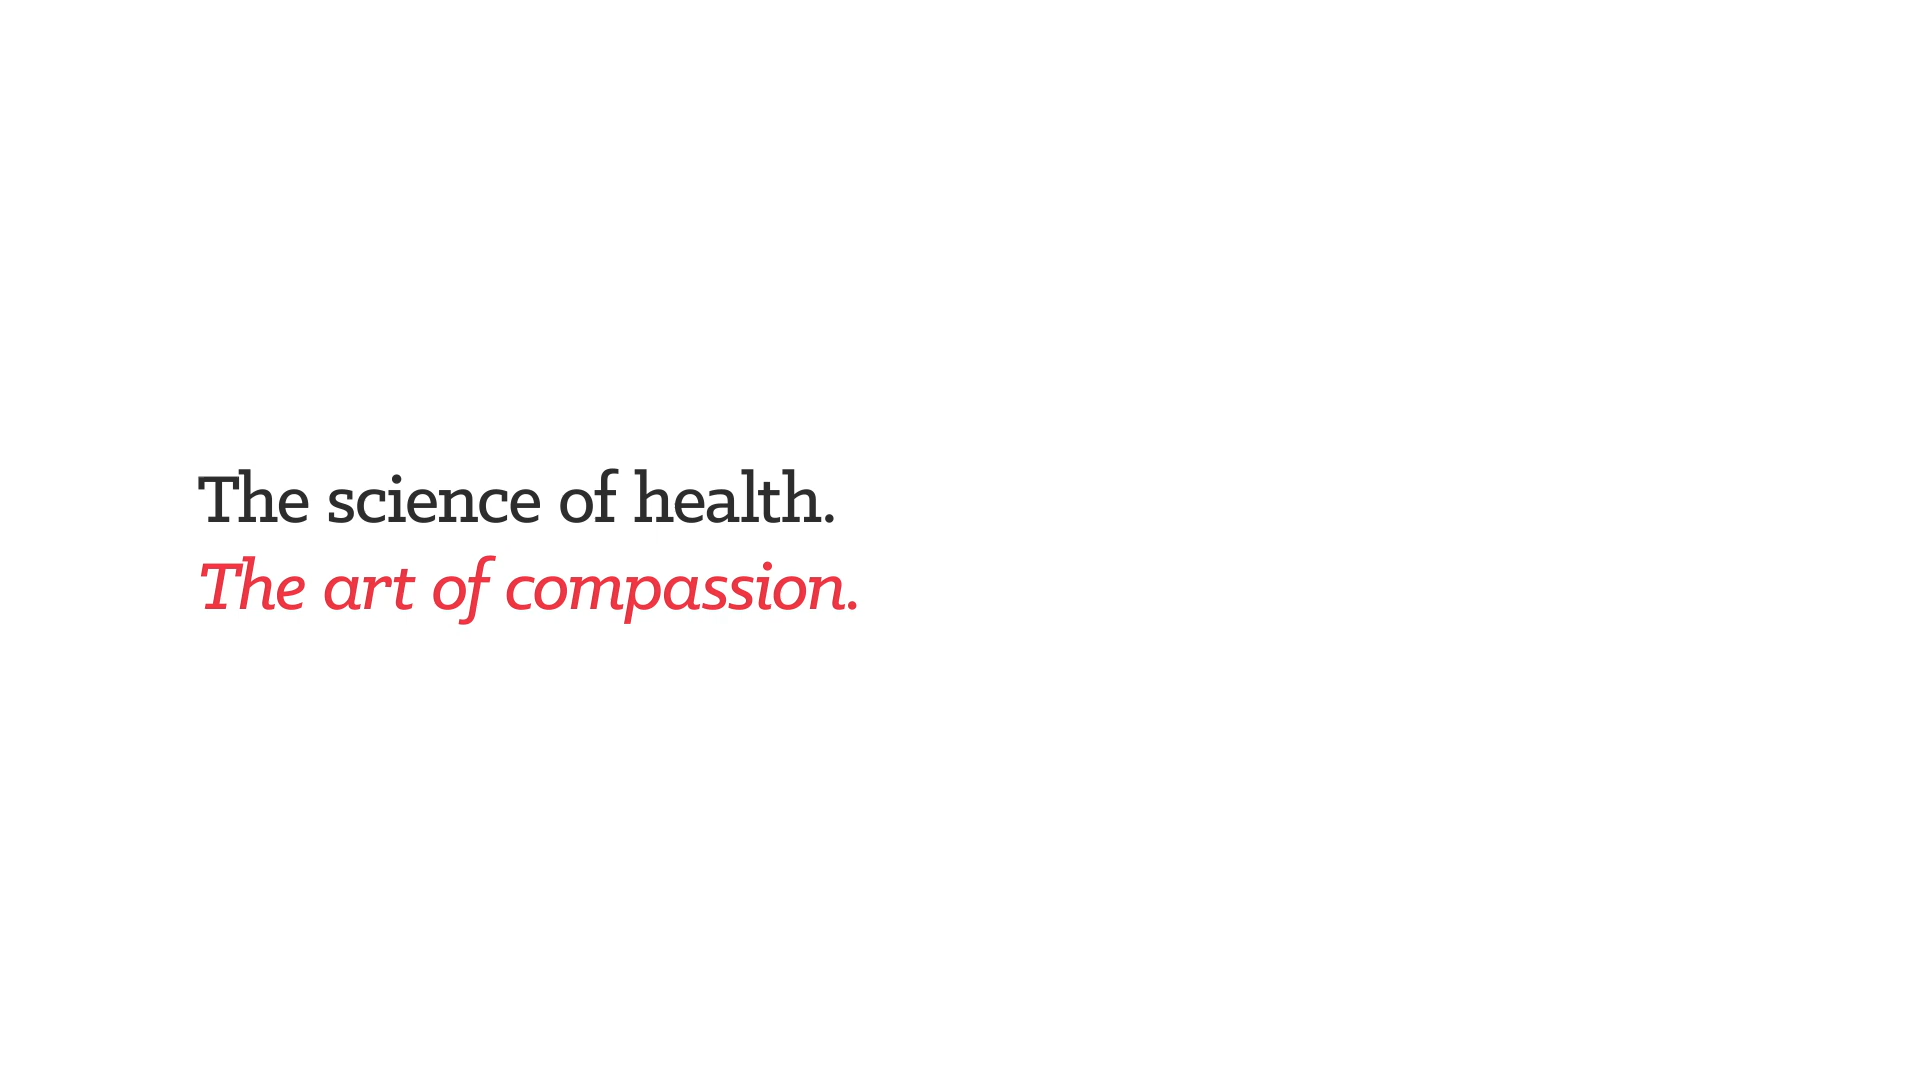 The science of health.
The art of compassion.